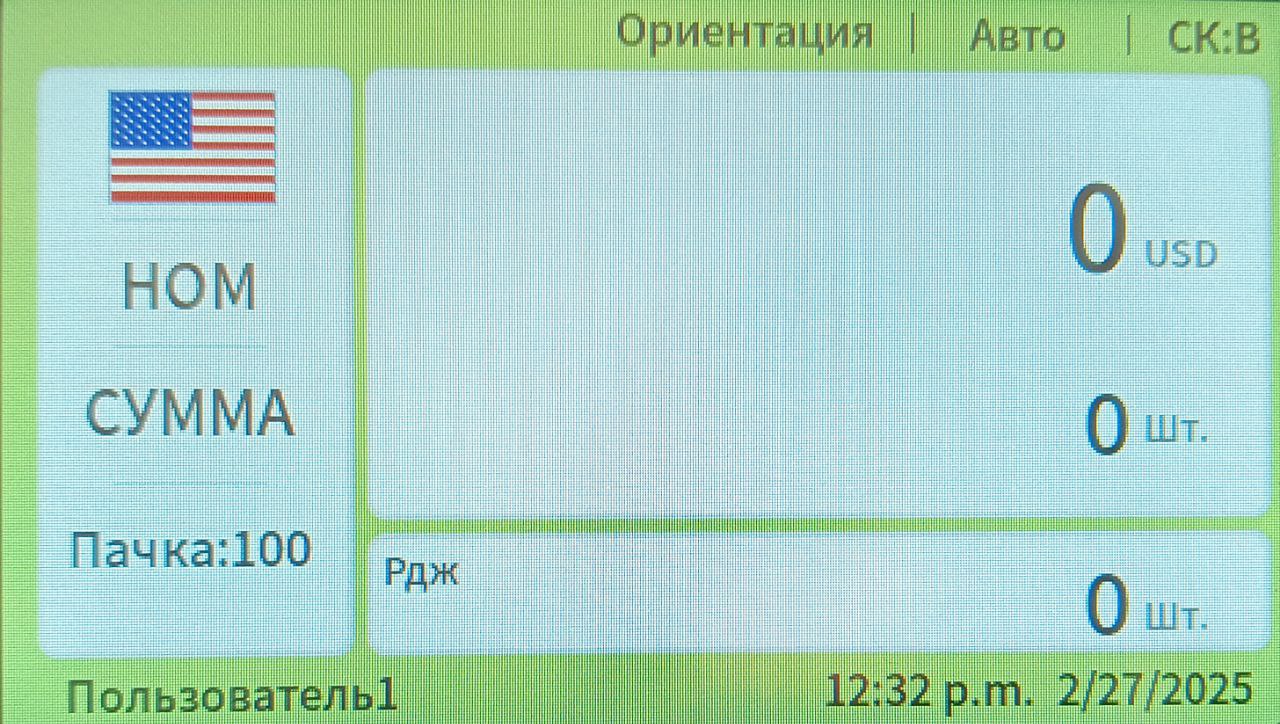 Ориентация | Авто | СК:В
НОМ
СУММА
Пачка:100
0 USD
0 шт.
Рдж
0 шт.
Пользователь1
12:32 p.m. 2/27/2025